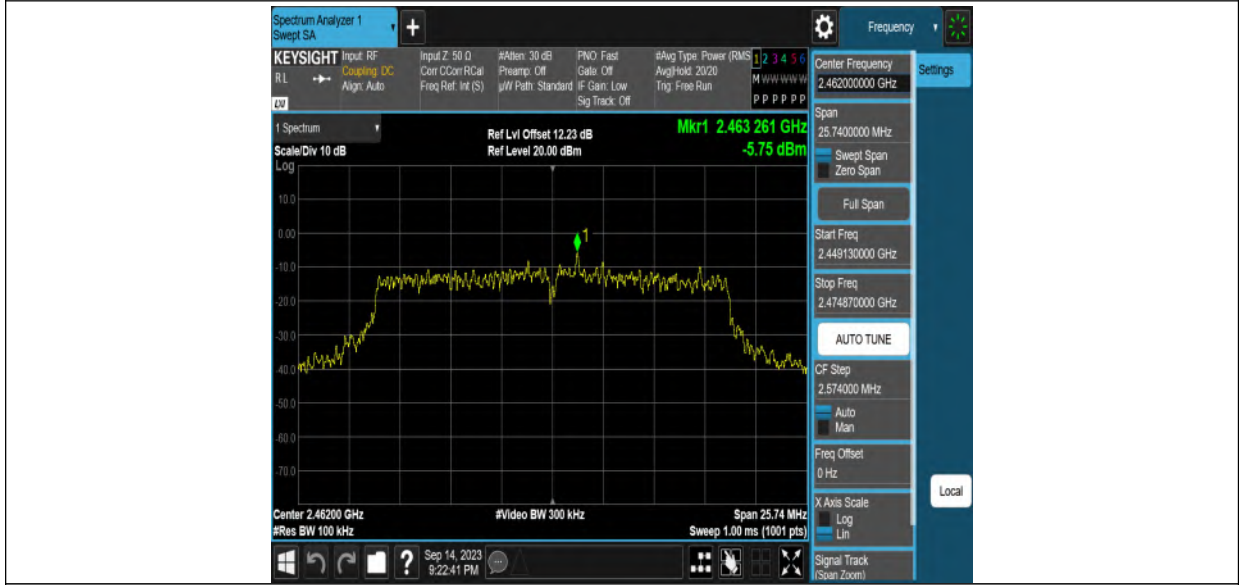 Spectrum Analyzer 1
Swept SA
+
Frequency
KEYSIGHT
R L
LXI
Input: RF
Coupling: DC
Align: Auto
Input Z: 50 Ω
Corr CCorr RCal
Freq Ref: Int (S)
#Atten: 30 dB
Preamp: Off
µW Path: Standard
PNO: Fast
Gate: Off
IF Gain: Low
Sig Track: Off
#Avg Type: Power (RMS
Avg|Hold: 20/20
Trig: Free Run
1 2 3 4 5 6
M W W W W W
P P P P P P
1 Spectrum
Scale/Div 10 dB
Log
Ref Lvl Offset 12.23 dB
Ref Level 20.00 dBm
Mkr1 2.463 261 GHz
-5.75 dBm
10.0
0.00
-10.0
-20.0
-30.0
-40.0
-50.0
-60.0
-70.0
1
Center 2.46200 GHz
#Res BW 100 kHz
#Video BW 300 kHz
Span 25.74 MHz
Sweep 1.00 ms (1001 pts)
Center Frequency
2.462000000 GHz
Settings
Span
25.7400000 MHz
Swept Span
Zero Span
Full Span
Start Freq
2.449130000 GHz
Stop Freq
2.474870000 GHz
AUTO TUNE
CF Step
2.574000 MHz
Auto
Man
Freq Offset
0 Hz
X Axis Scale
Log
Lin
Local
Signal Track
(Span Zoom)
?
Sep 14, 2023
9:22:41 PM